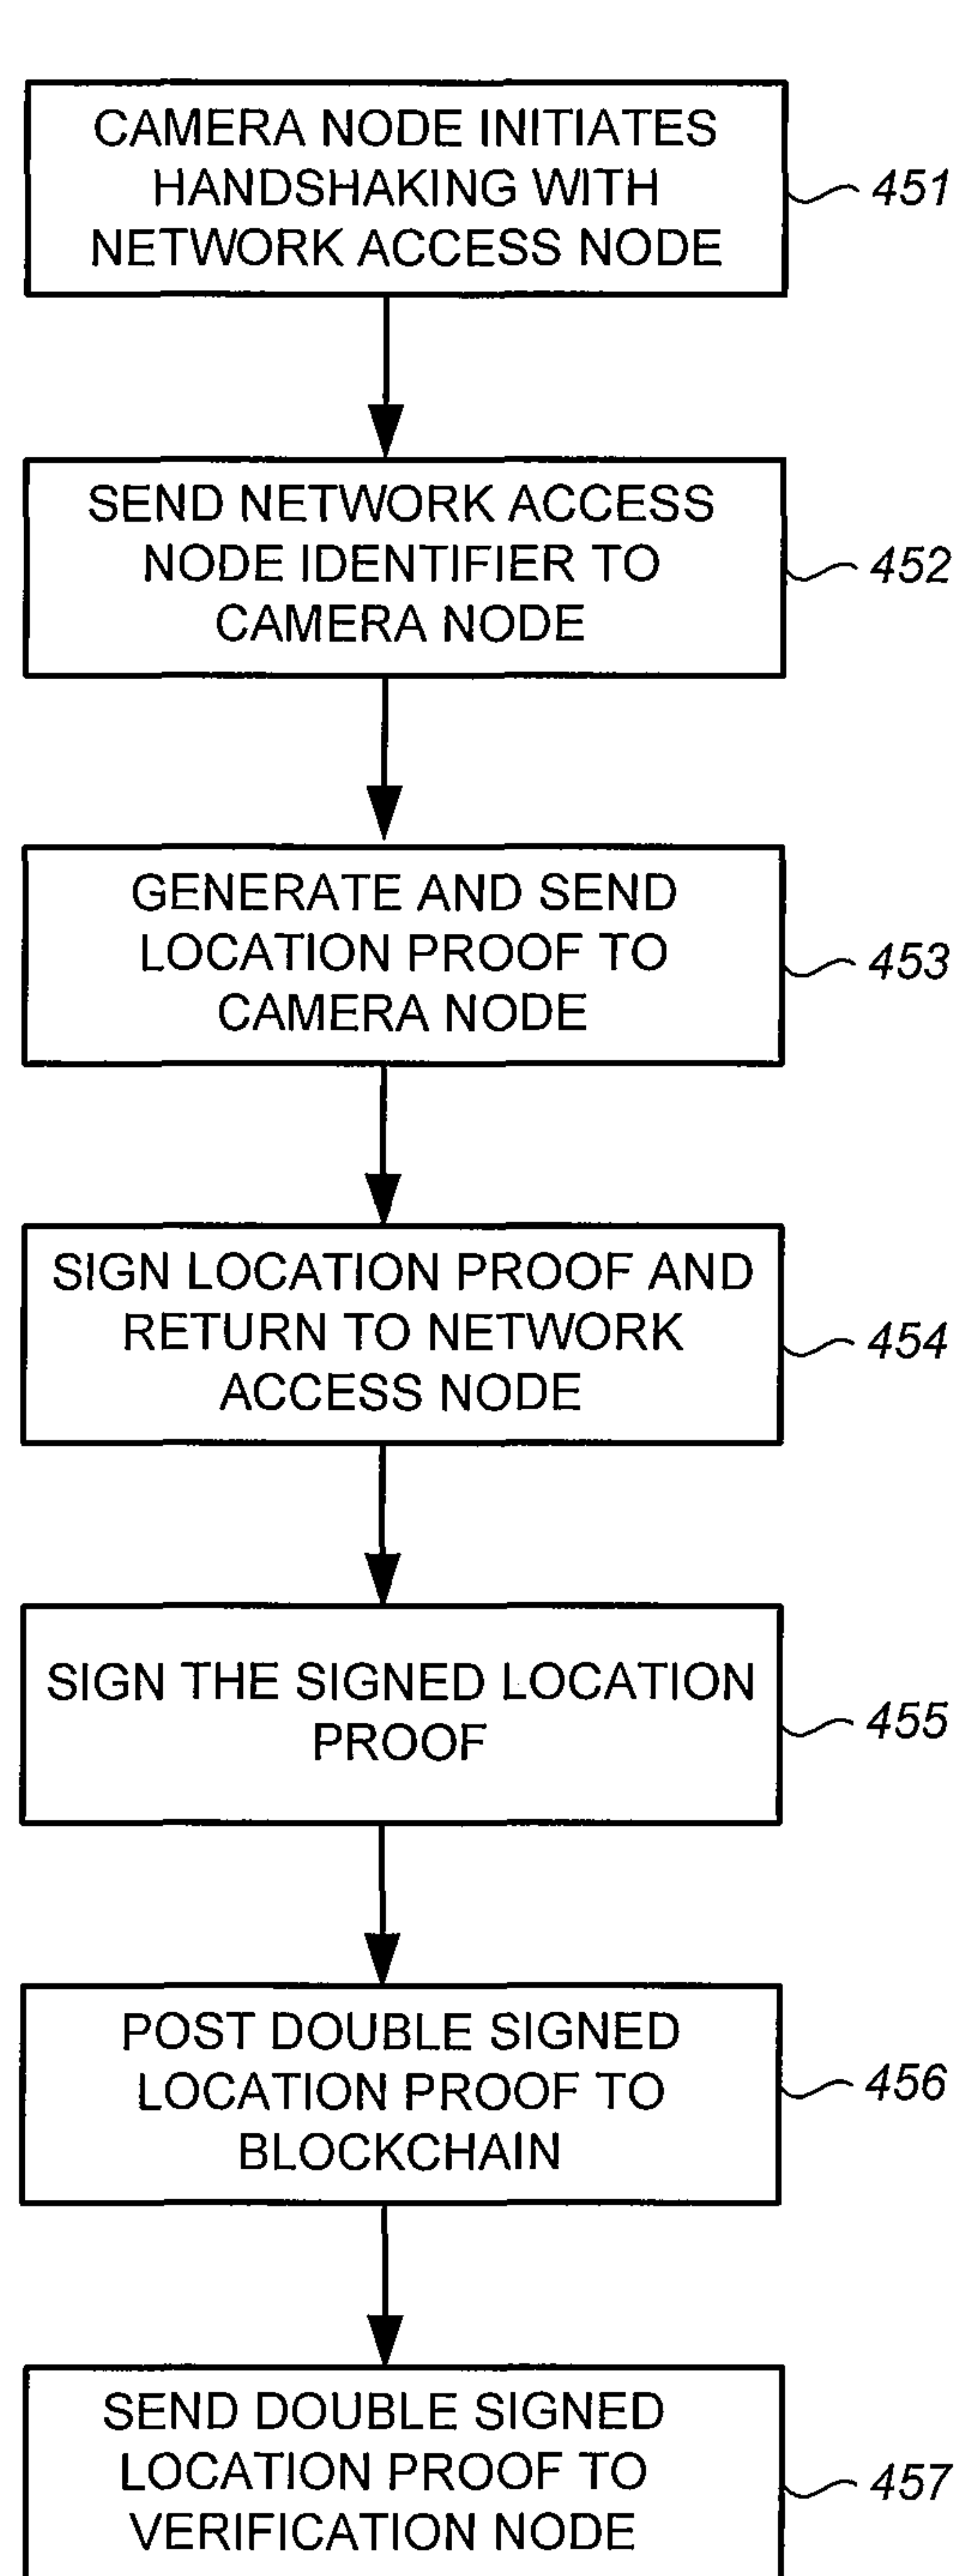 CAMERA NODE INITIATES
HANDSHAKING WITH
NETWORK ACCESS NODE
451
SEND NETWORK ACCESS
NODE IDENTIFIER TO
CAMERA NODE
452
GENERATE AND SEND
LOCATION PROOF TO
CAMERA NODE
453
SIGN LOCATION PROOF AND
RETURN TO NETWORK
ACCESS NODE
454
SIGN THE SIGNED LOCATION
PROOF
455
POST DOUBLE SIGNED
LOCATION PROOF TO
BLOCKCHAIN
456
SEND DOUBLE SIGNED
LOCATION PROOF TO
VERIFICATION NODE
457